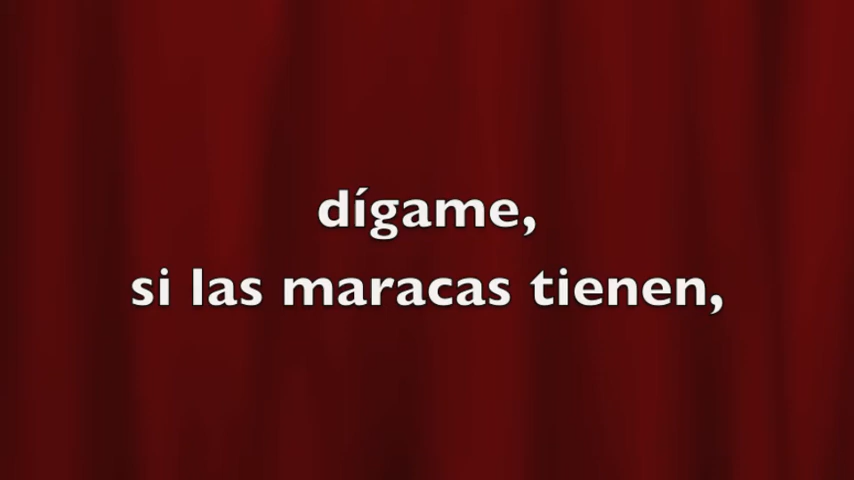 dígame,
si las maracas tienen,